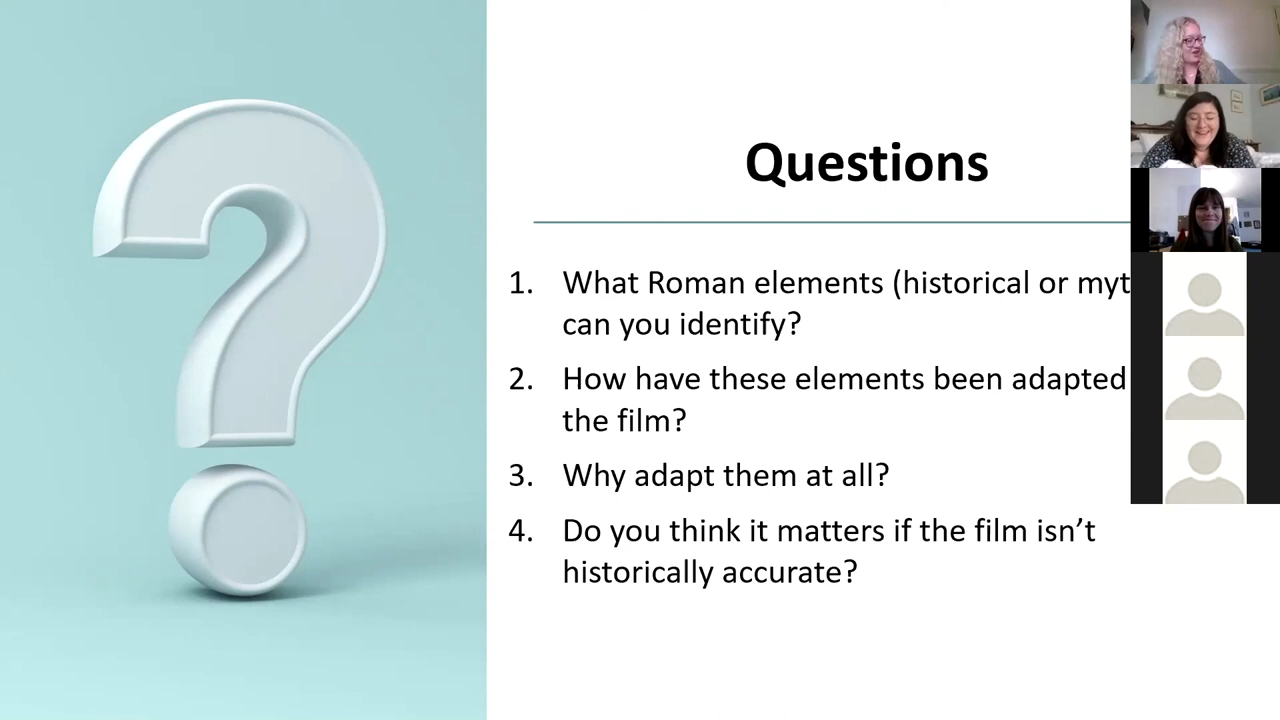 Questions
1. What Roman elements (historical or myt
can you identify?
2. How have these elements been adapted
the film?
3. Why adapt them at all?
4. Do you think it matters if the film isn’t
historically accurate?